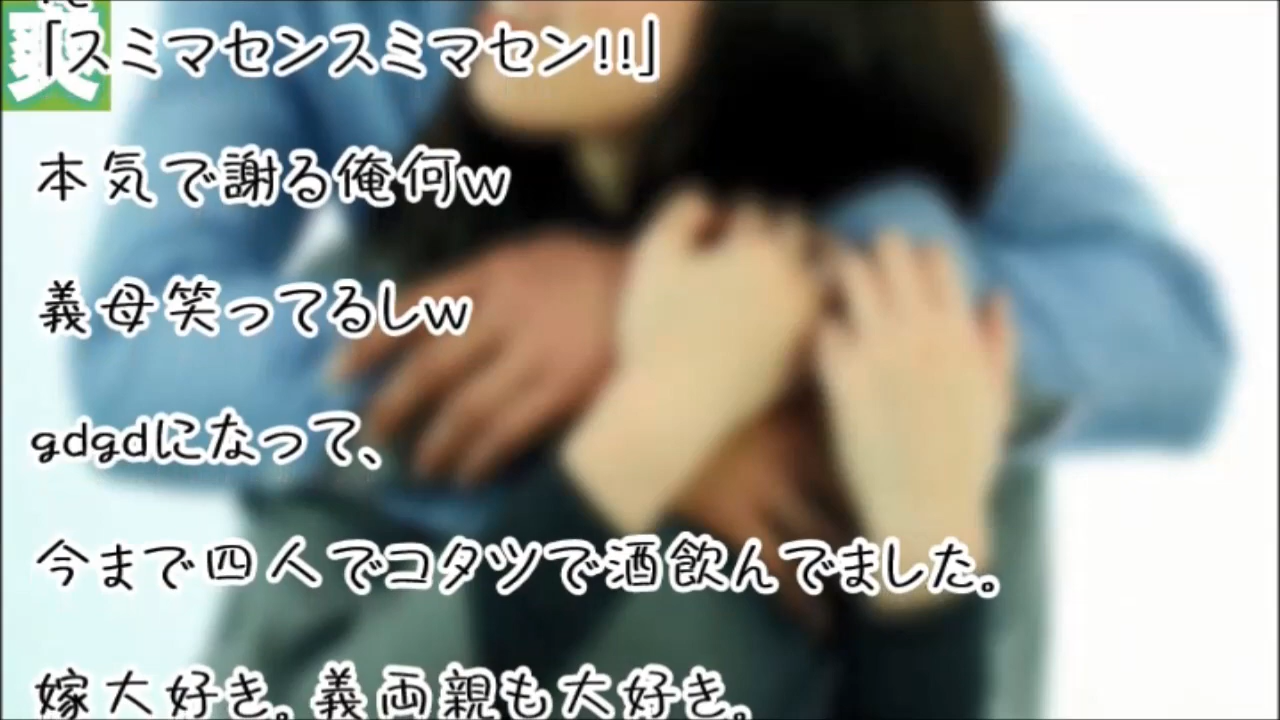 「スミマセンスミマセン!!」
本気で謝る俺何w
義母笑ってるしw
gdgdになって、
今まで四人でコタツで酒飲んでました。
嫁大好き。義両親も大好き。